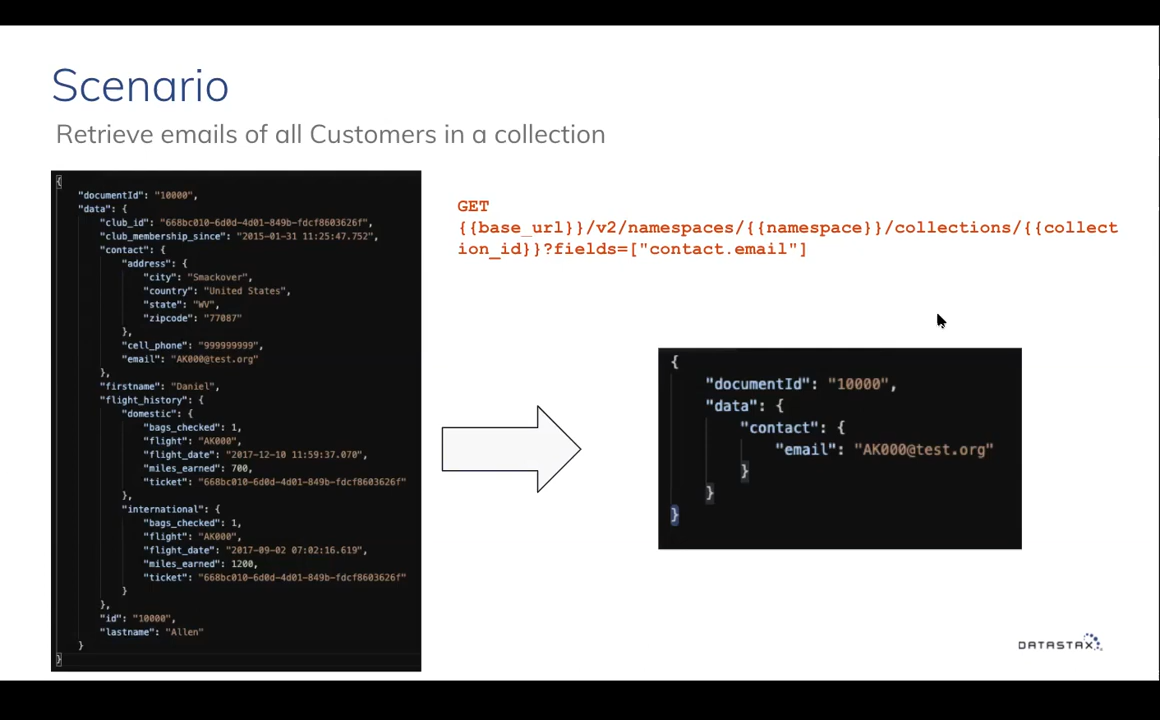 Scenario
Retrieve emails of all Customers in a collection
{
"documentId": "10000",
"data": {
"club_id": "668bc010-6d0d-4d01-849b-fdcf8603626f",
"club_membership_since": "2015-01-31 11:25:47.752",
"contact": {
"address": {
"city": "Smackover",
"country": "United States",
"state": "WV",
"zipcode": "77087"
},
"cell_phone": "999999999",
"email": "AK000@test.org"
},
"firstname": "Daniel",
"flight_history": {
"domestic": {
"bags_checked": 1,
"flight": "AK000",
"flight_date": "2017-12-10 11:59:37.070",
"miles_earned": 700,
"ticket": "668bc010-6d0d-4d01-849b-fdcf8603626f"
},
"international": {
"bags_checked": 1,
"flight": "AK000",
"flight_date": "2017-09-02 07:02:16.619",
"miles_earned": 1200,
"ticket": "668bc010-6d0d-4d01-849b-fdcf8603626f"
}
},
"id": "10000",
"lastname": "Allen"
}
}
GET
{{base_url}}/v2/namespaces/{{namespace}}/collections/{{collect
ion_id}}?fields=["contact.email"]
{
"documentId": "10000",
"data": {
"contact": {
"email": "AK000@test.org"
}
}
}
DATASTAX